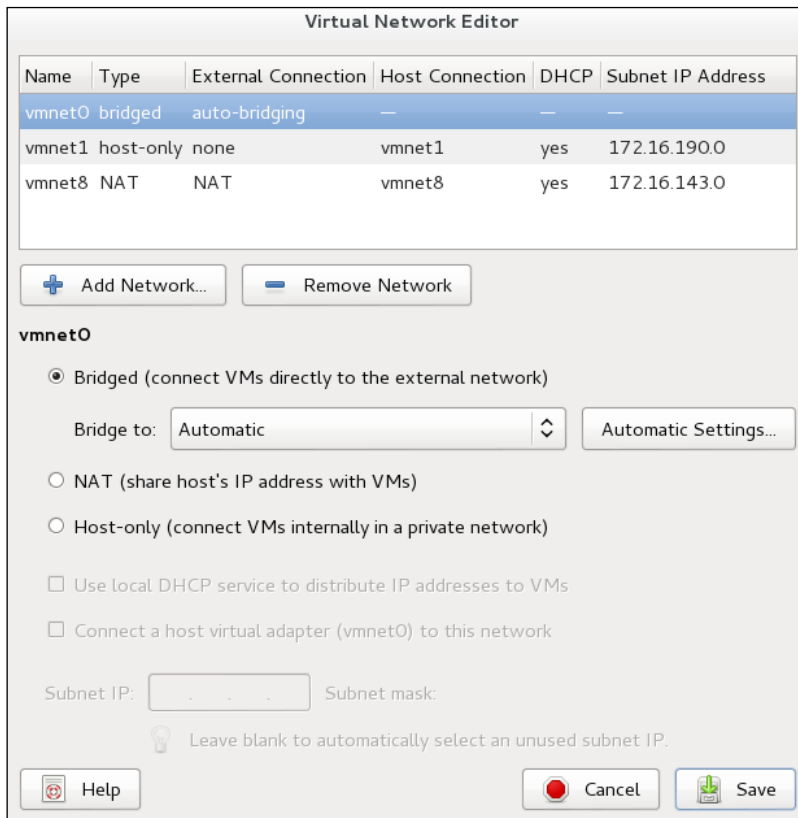 Virtual Network Editor
Name Type External Connection Host Connection DHCP Subnet IP Address
vmnet0 bridged auto-bridging — — —
vmnet1 host-only none vmnet1 yes 172.16.190.0
vmnet8 NAT NAT vmnet8 yes 172.16.143.0
Add Network... Remove Network
vmnet0
Bridged (connect VMs directly to the external network)
Bridge to: Automatic Automatic Settings...
NAT (share host's IP address with VMs)
Host-only (connect VMs internally in a private network)
Use local DHCP service to distribute IP addresses to VMs
Connect a host virtual adapter (vmnet0) to this network
Subnet IP: . . . Subnet mask:
Leave blank to automatically select an unused subnet IP.
Help Cancel Save